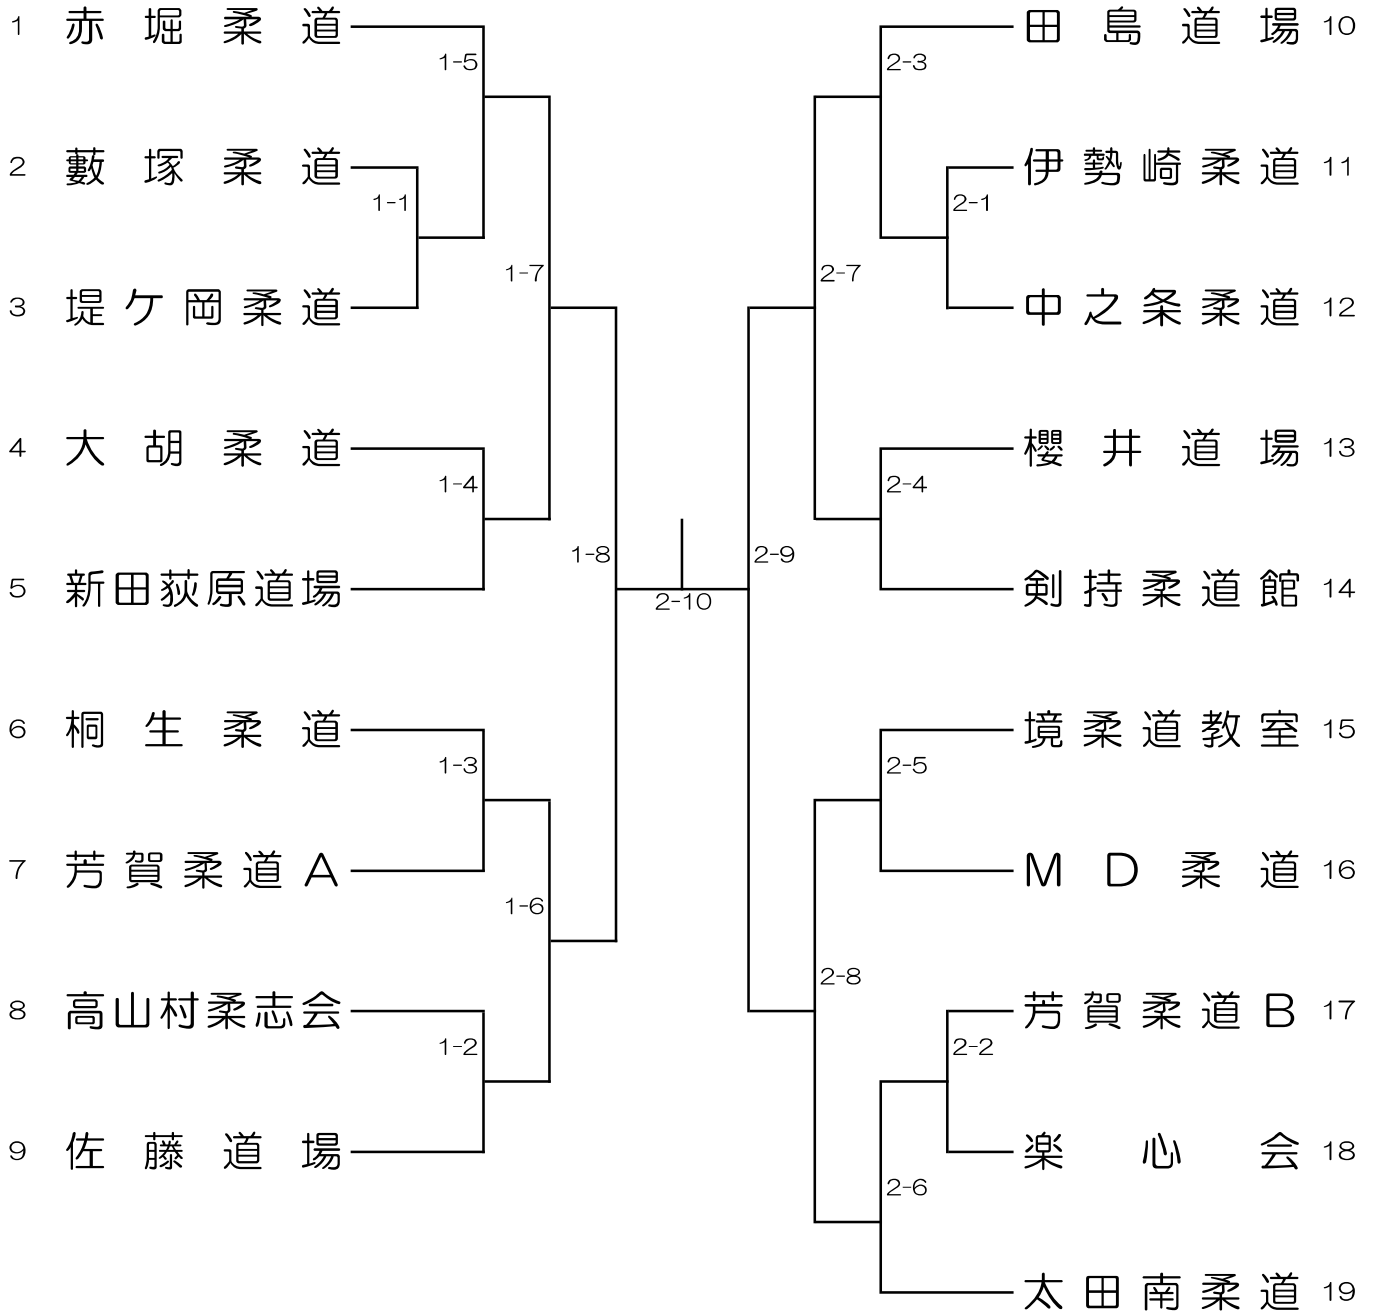 1 赤堀柔道
1-5
2 藪塚柔道
1-1
3 堤ケ岡柔道
1-7
4 大胡柔道
1-4
1-8
5 新田荻原道場
6 桐生柔道
1-3
7 芳賀柔道A
1-6
8 高山村柔志会
1-2
9 佐藤道場
2-10
田島道場 10
2-3
伊勢崎柔道 11
2-1
2-7
中之条柔道 12
櫻井道場 13
2-4
2-9
剣持柔道館 14
境柔道教室 15
2-5
MD柔道 16
2-8
芳賀柔道B 17
2-2
楽心会 18
2-6
太田南柔道 19